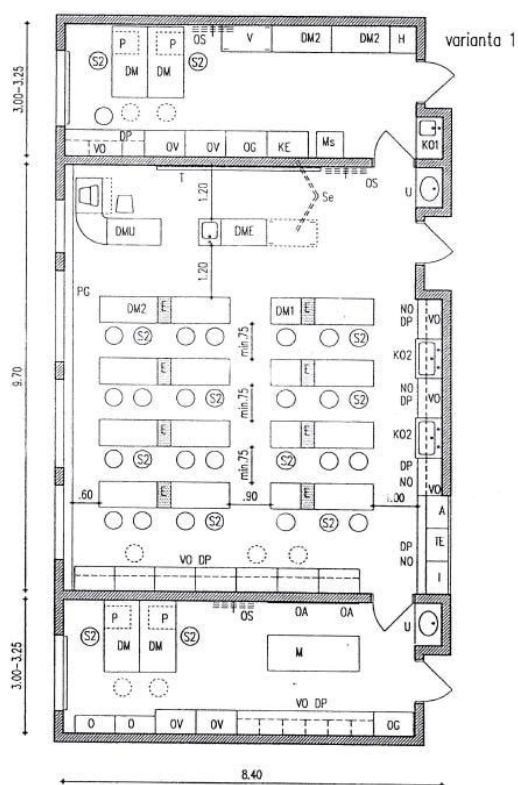 varianta 1
P P OS V DM2 DM2 H
S2 DM DM S2
3.00-3.25
DP
VO OV OV OG KE Ms KO1
T OS U
1.20
Se
DMU DME
1.20
PG
DM2 E DM1 E NO DP VO
S2 min.75 S2
KO2
E E NO DP VO
S2 min.75 S2
9.70
E E KO2
S2 min.75 S2 DP NO VO
.60 E .90 E 1.00
S2 S2 A
DP NO TE
VO DP I
P P OS OA OA U
S2 DM DM S2 M
3.00-3.25
VO DP
O O OV OV OG
8.40